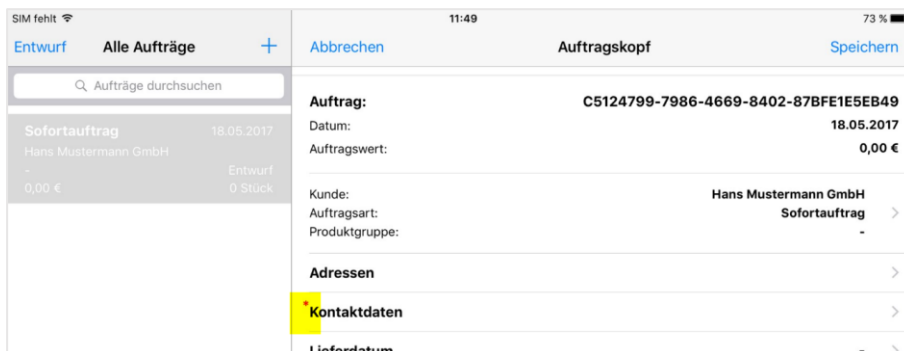 SIM fehlt 11:49 73 %
Entwurf Alle Aufträge + Abbrechen Auftragskopf Speichern
Aufträge durchsuchen
Sofortauftrag 18.05.2017
Hans Mustermann GmbH
- Entwurf
0,00 € 0 Stück
Auftrag: C5124799-7986-4669-8402-87BFE1E5EB49
Datum: 18.05.2017
Auftragswert: 0,00 €
Kunde: Hans Mustermann GmbH
Auftragsart: Sofortauftrag
Produktgruppe: -
Adressen
*Kontaktdaten
Lieferdatum -